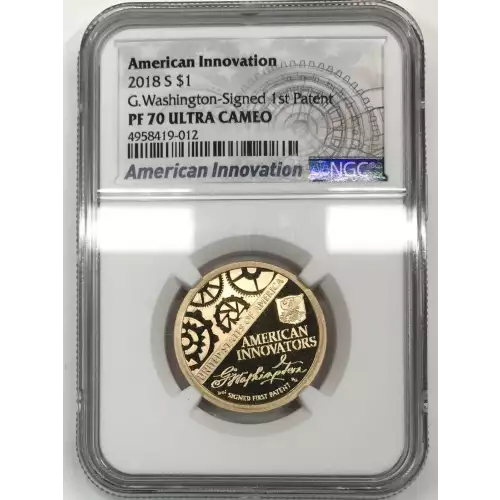 American Innovation
2018 S $1
G.Washington-Signed 1st Patent
PF 70 ULTRA CAMEO
4958419-012
American Innovation
NGC
UNITED STATES OF AMERICA
AMERICAN
INNOVATORS
G Washington
SIGNED FIRST PATENT